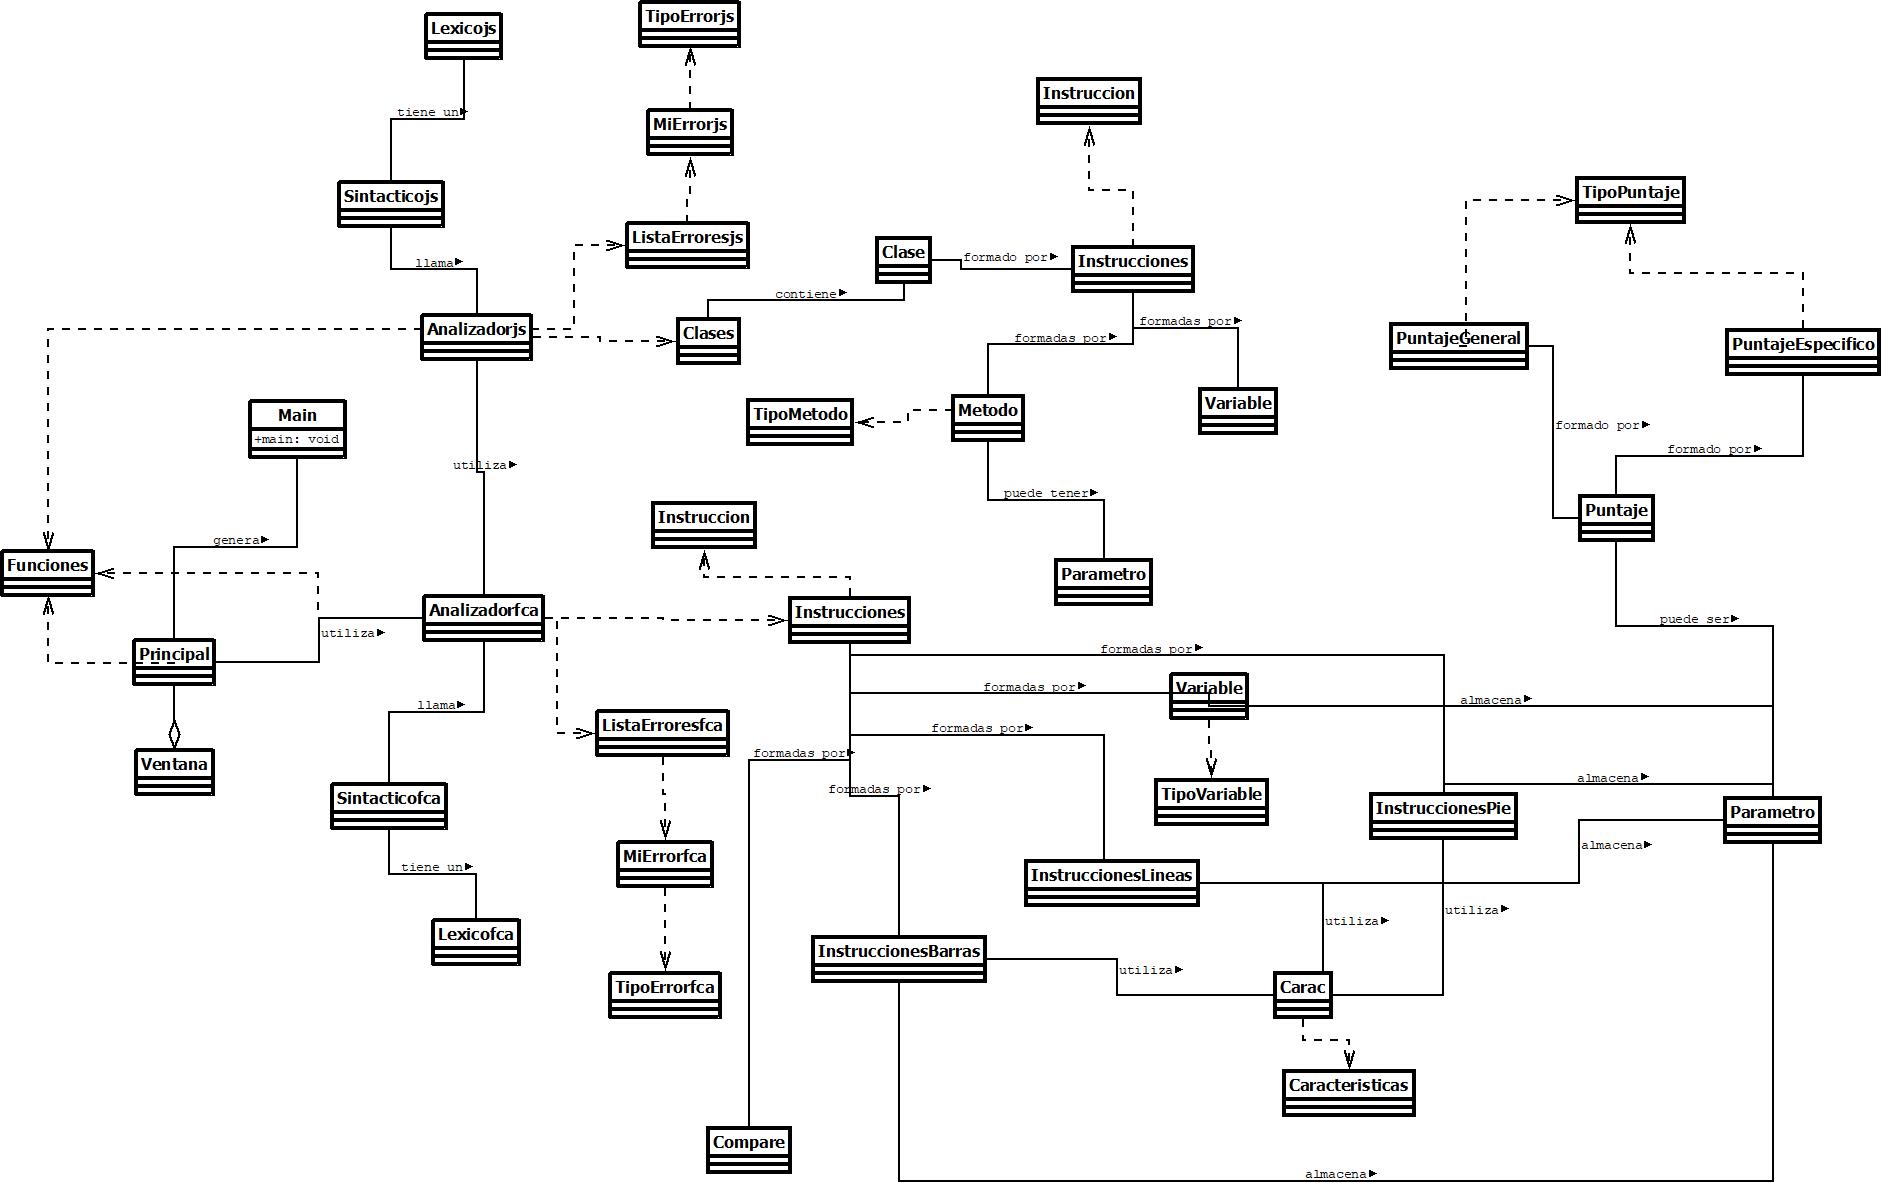 TipoErrorjs
Lexicojs
Instruccion
tiene un
MiErrorjs
TipoPuntaje
Sintacticojs
ListaErroresjs
Clase
formado por
Instrucciones
llama
contiene
Analizadorjs
Clases
formadas por
formadas por
PuntajeGeneral
PuntajeEspecifico
Main
+main: void
TipoMetodo
Metodo
Variable
formado por
formado por
utiliza
puede tener
Instruccion
Puntaje
genera
Funciones
Parametro
Analizadorfca
Instrucciones
puede ser
utiliza
Principal
formadas por
formadas por
Variable
almacena
llama
ListaErroresfca
formadas por
formadas por
Ventana
almacena
formadas por
Sintacticofca
TipoVariable
InstruccionesPie
Parametro
almacena
MiErrorfca
tiene un
InstruccionesLineas
utiliza
utiliza
Lexicofca
InstruccionesBarras
utiliza
TipoErrorfca
Carac
Caracteristicas
Compare
almacena